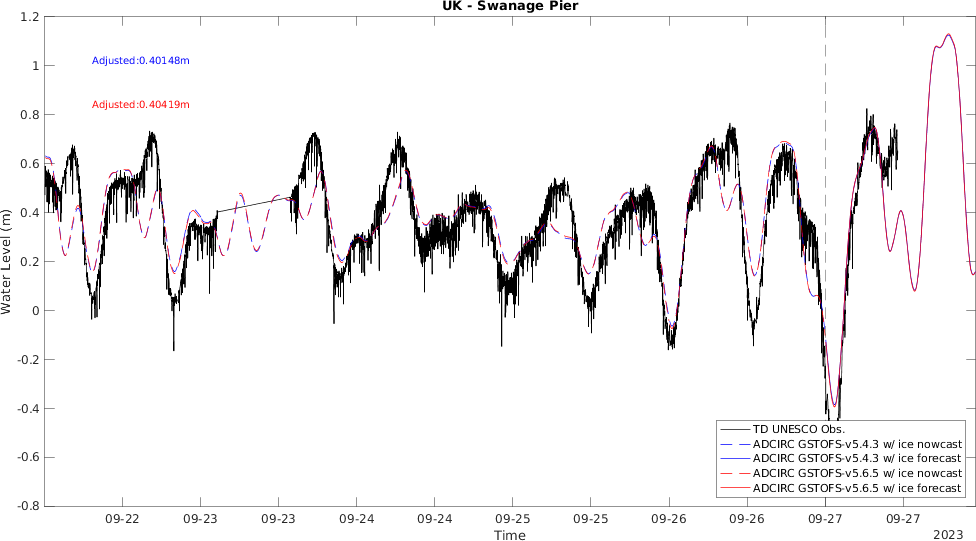 UK - Swanage Pier
1.2
1
0.8
0.6
0.4
0.2
0
-0.2
-0.4
-0.6
-0.8
Water Level (m)
Adjusted:0.40148m
Adjusted:0.40419m
TD UNESCO Obs.
ADCIRC GSTOFS-v5.4.3 w/ ice nowcast
ADCIRC GSTOFS-v5.4.3 w/ ice forecast
ADCIRC GSTOFS-v5.6.5 w/ ice nowcast
ADCIRC GSTOFS-v5.6.5 w/ ice forecast
09-22 09-23 09-23 09-24 09-24 09-25 09-25 09-26 09-26 09-27 09-27
Time
2023